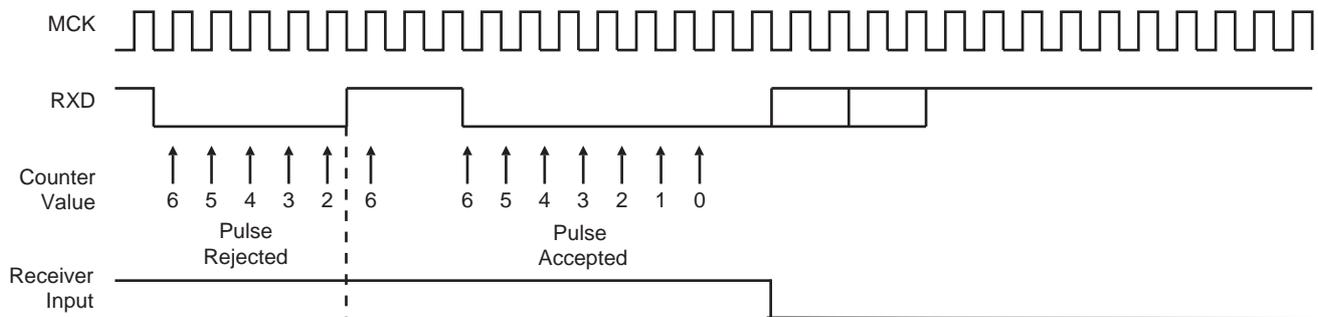 MCK
RXD
Counter
Value
6 5 4 3 2 6 6 5 4 3 2 1 0
Pulse
Rejected
Pulse
Accepted
Receiver
Input